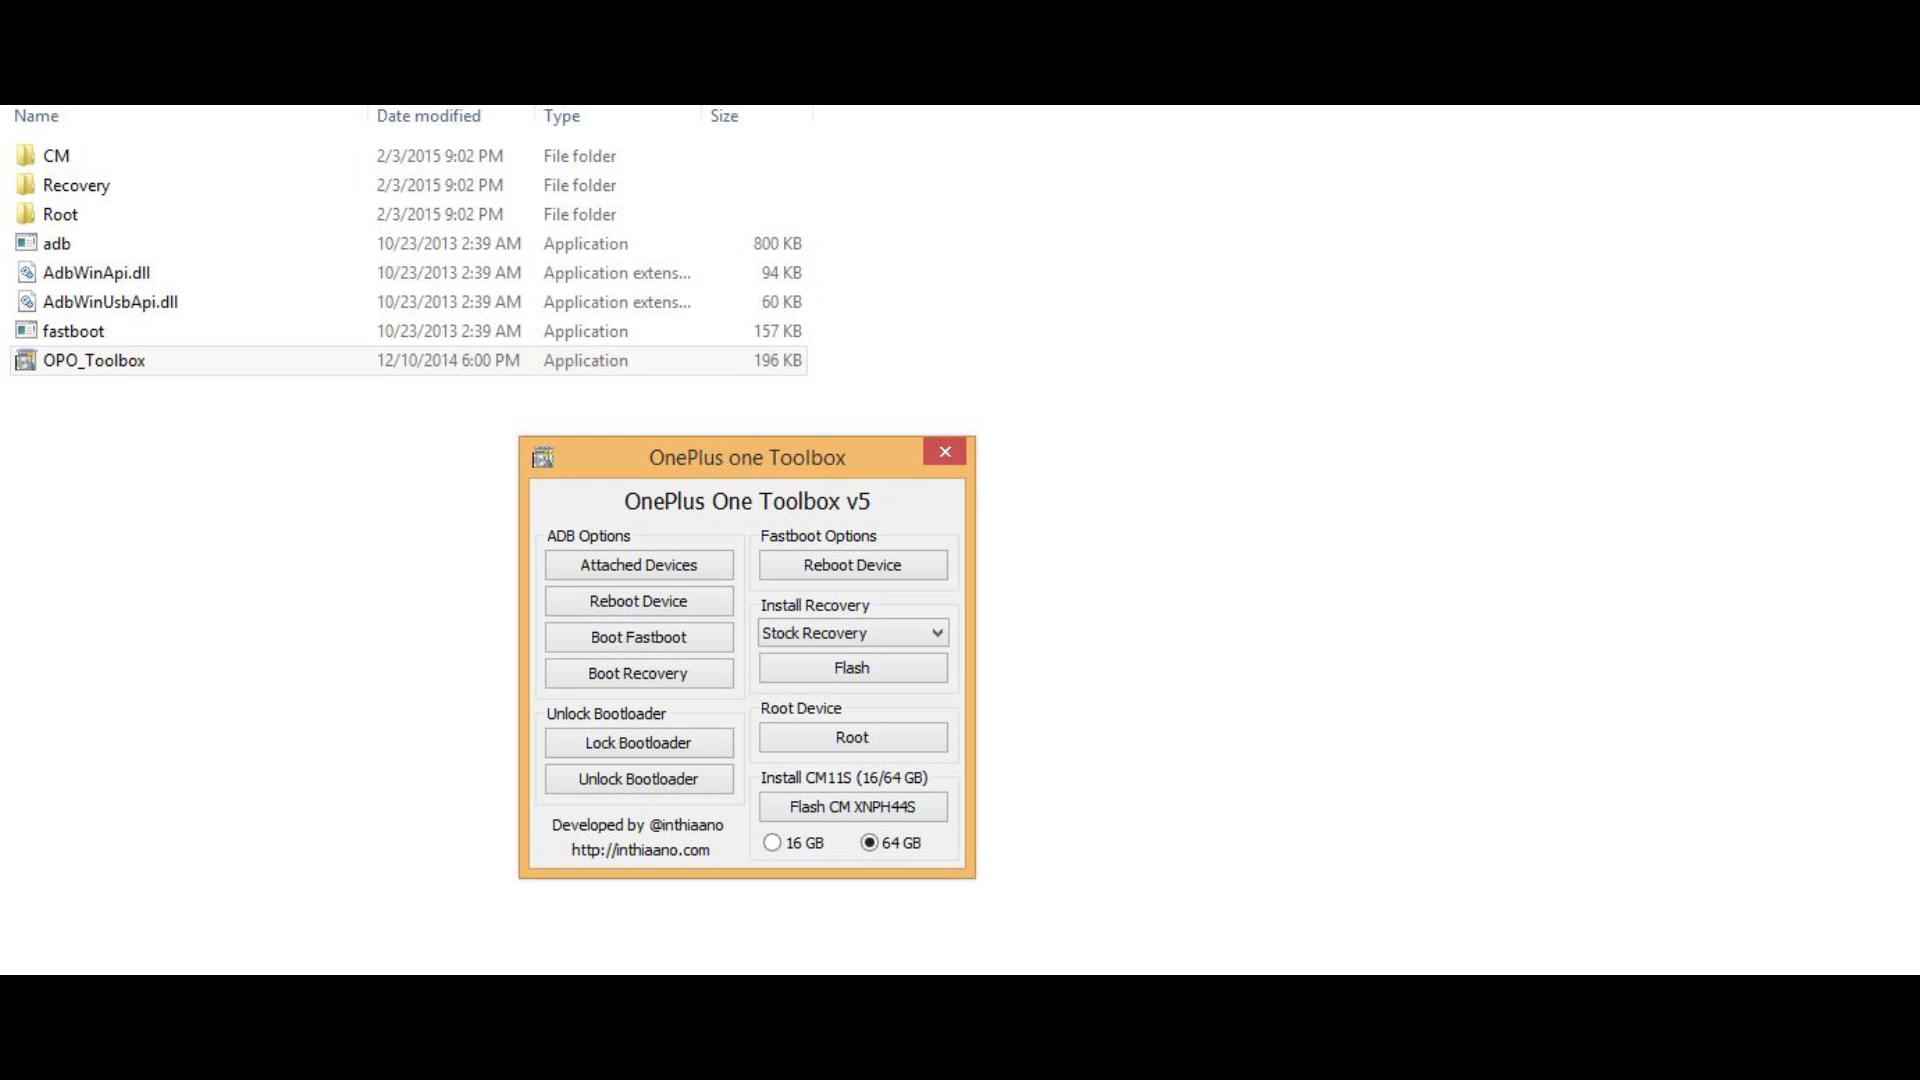 Name Date modified Type Size
CM 2/3/2015 9:02 PM File folder
Recovery 2/3/2015 9:02 PM File folder
Root 2/3/2015 9:02 PM File folder
adb 10/23/2013 2:39 AM Application 800 KB
AdbWinApi.dll 10/23/2013 2:39 AM Application extens... 94 KB
AdbWinUsbApi.dll 10/23/2013 2:39 AM Application extens... 60 KB
fastboot 10/23/2013 2:39 AM Application 157 KB
OPO_Toolbox 12/10/2014 6:00 PM Application 196 KB
OnePlus one Toolbox
OnePlus One Toolbox v5
ADB Options
Attached Devices
Reboot Device
Boot Fastboot
Boot Recovery
Unlock Bootloader
Lock Bootloader
Unlock Bootloader
Developed by @inthiaano
http://inthiaano.com
Fastboot Options
Reboot Device
Install Recovery
Stock Recovery
Flash
Root Device
Root
Install CM11S (16/64 GB)
Flash CM XNPH44S
16 GB 64 GB